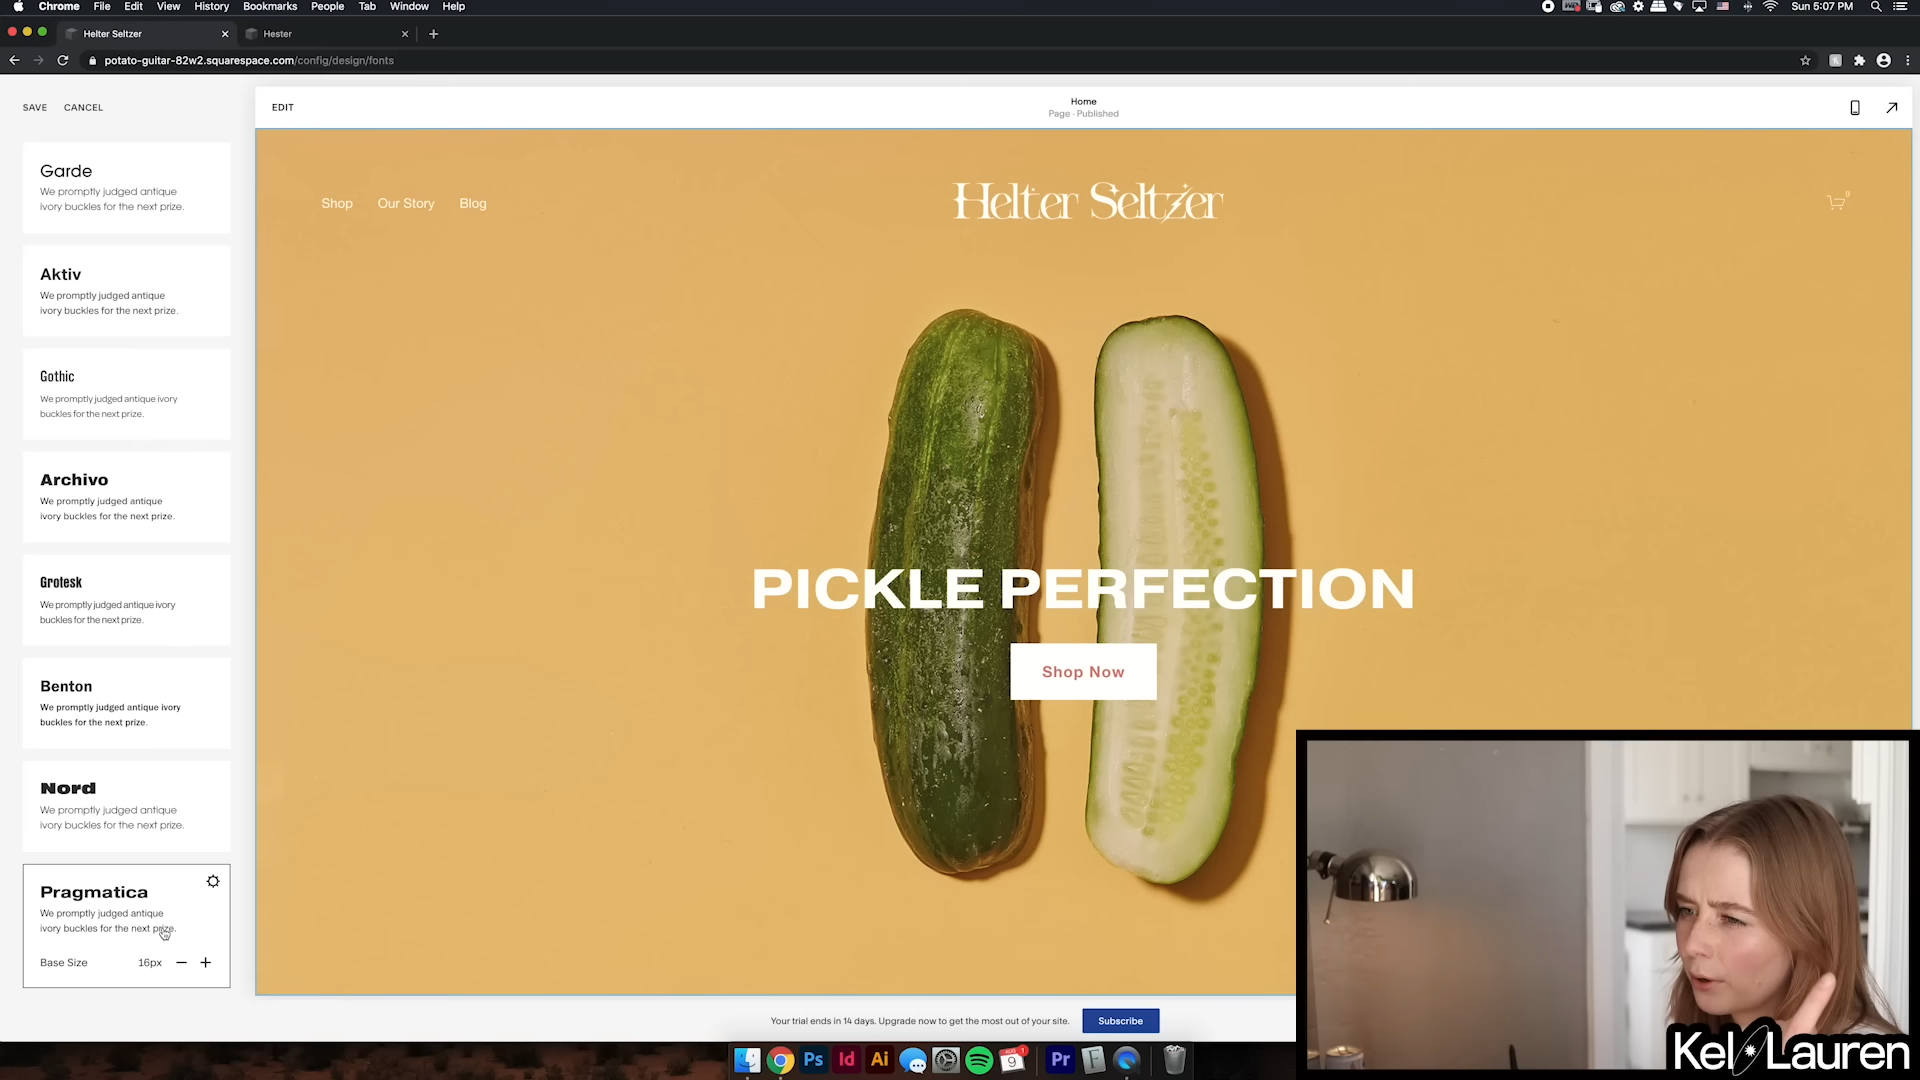 Chrome File Edit View History Bookmarks People Tab Window Help
Sun 5:07 PM
Helter Seltzer
Hester
potato-guitar-82w2.squarespace.com/config/design/fonts
SAVE CANCEL
EDIT
Home
Page · Published
Garde
We promptly judged antique
ivory buckles for the next prize.
Aktiv
We promptly judged antique
ivory buckles for the next prize.
Gothic
We promptly judged antique ivory
buckles for the next prize.
Archivo
We promptly judged antique
ivory buckles for the next prize.
Grotesk
We promptly judged antique ivory
buckles for the next prize.
Benton
We promptly judged antique ivory
buckles for the next prize.
Nord
We promptly judged antique
ivory buckles for the next prize.
Pragmatica
We promptly judged antique
ivory buckles for the next prize.
Base Size 16px − +
Shop Our Story Blog
Helter Seltzer
0
PICKLE PERFECTION
Shop Now
Your trial ends in 14 days. Upgrade now to get the most out of your site.
Subscribe
Ps Id Ai
AUG
9
1
Pr
F
Kel Lauren